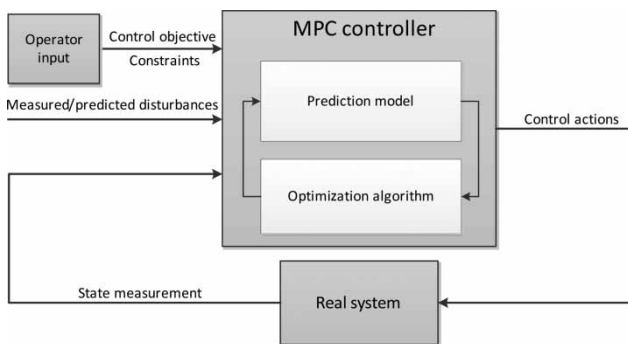 MPC controller
Operator
input
Control objective
Constraints
Measured/predicted disturbances
Prediction model
Control actions
Optimization algorithm
State measurement
Real system